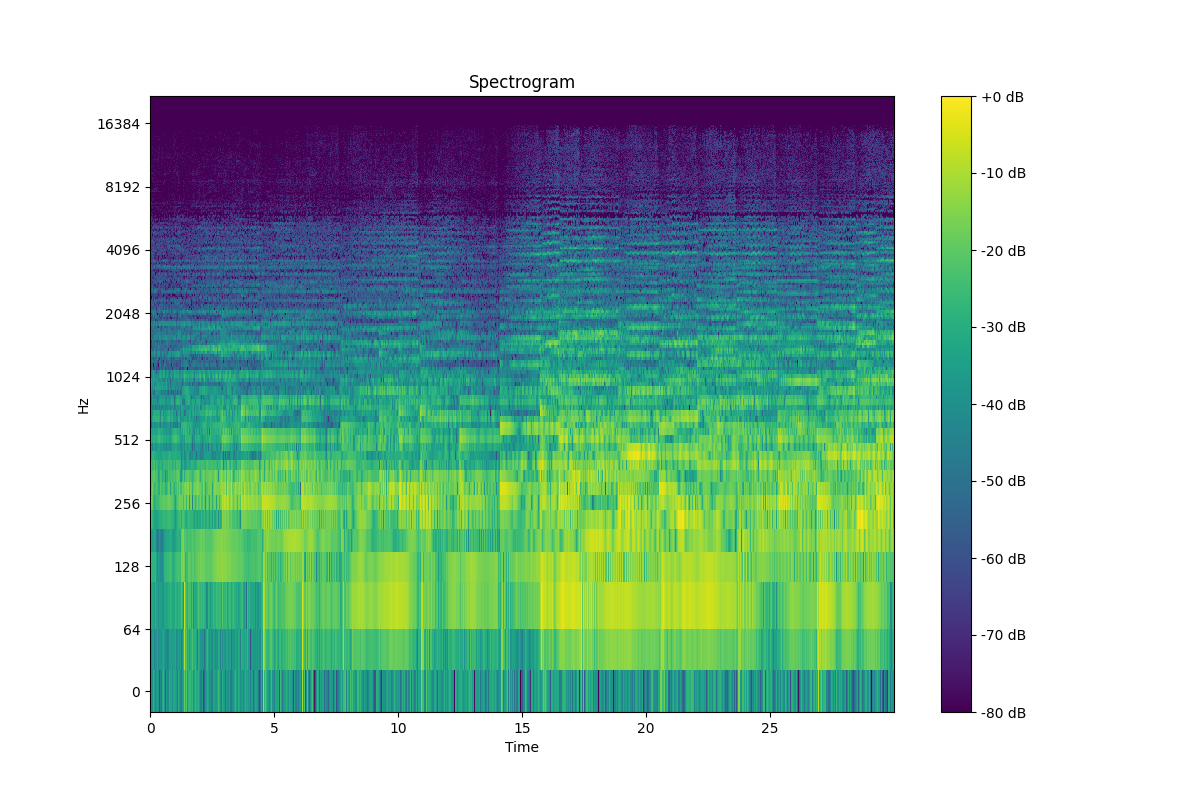 Spectrogram
Hz
16384
8192
4096
2048
1024
512
256
128
64
0
0 5 10 15 20 25
Time
+0 dB
-10 dB
-20 dB
-30 dB
-40 dB
-50 dB
-60 dB
-70 dB
-80 dB